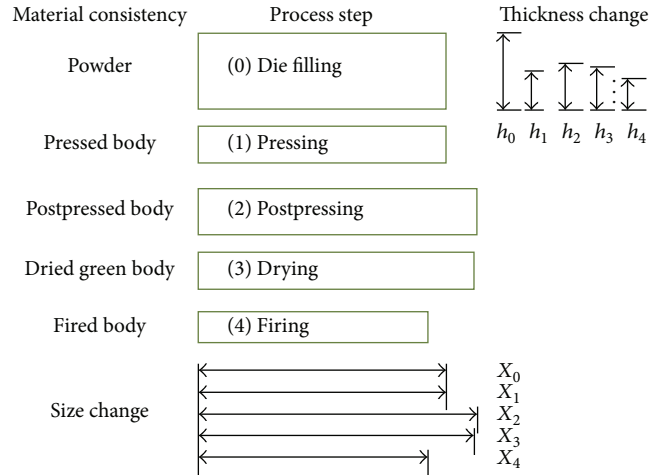 Material consistency Process step Thickness change
Powder (0) Die filling
h0 h1 h2 h3 h4
Pressed body (1) Pressing
Postpressed body (2) Postpressing
Dried green body (3) Drying
Fired body (4) Firing
Size change
X0
X1
X2
X3
X4